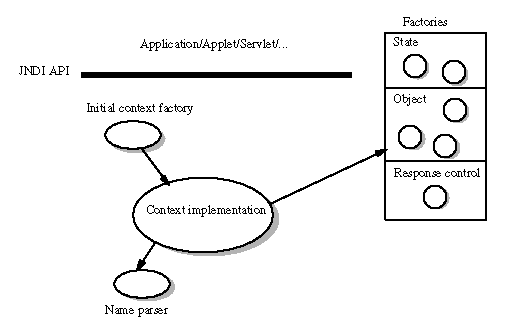 Factories
State
Application/Applet/Servlet/...
JNDI API
Object
Initial context factory
Response control
Context implementation
Name parser